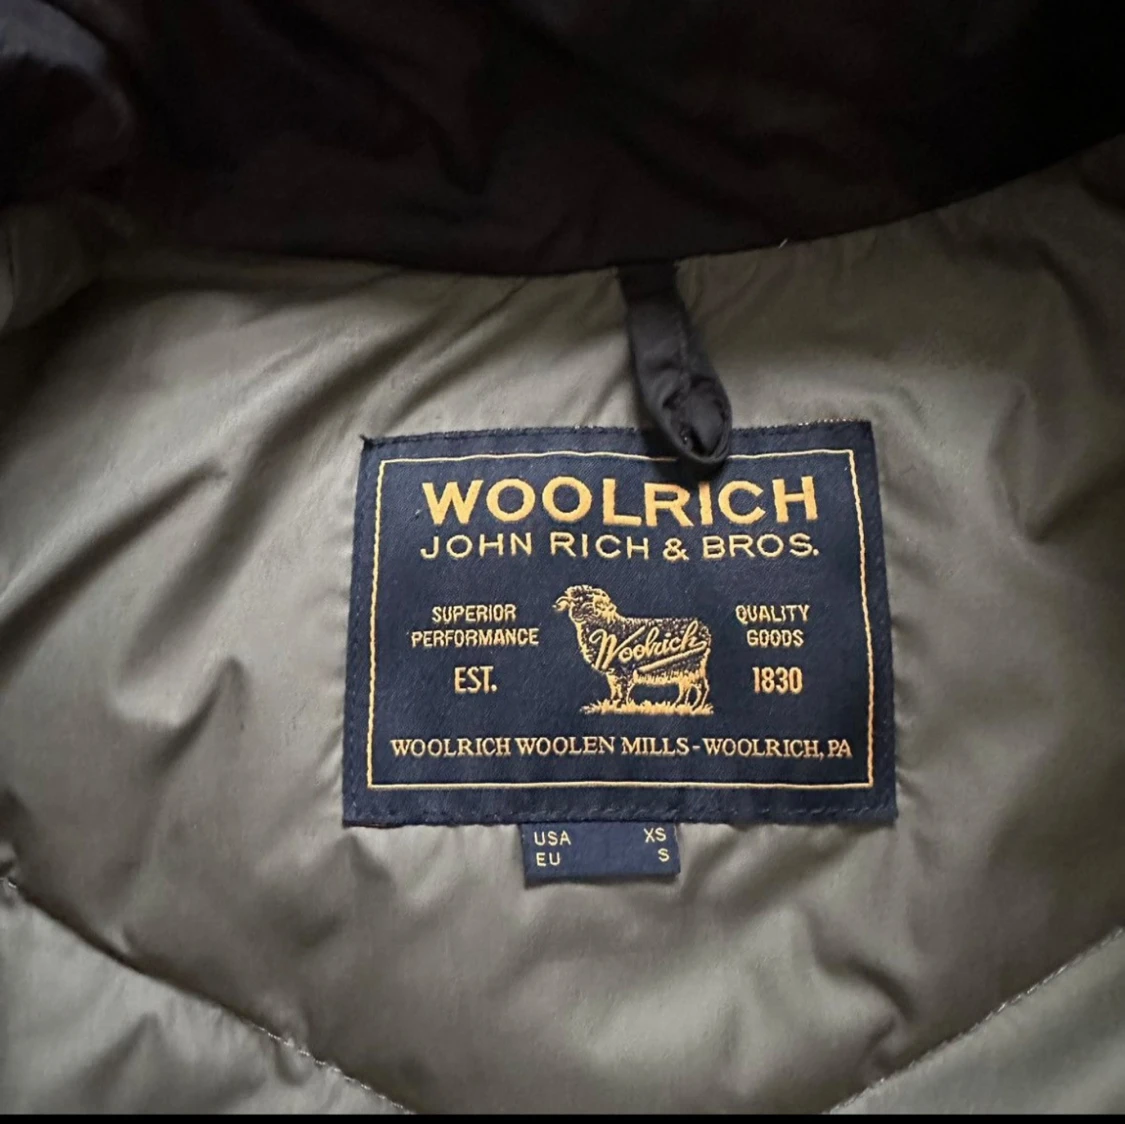 WOOLRICH
JOHN RICH & BROS.
SUPERIOR
PERFORMANCE
EST.
Woolrich
QUALITY
GOODS
1830
WOOLRICH WOOLEN MILLS - WOOLRICH, PA
USA XS
EU S